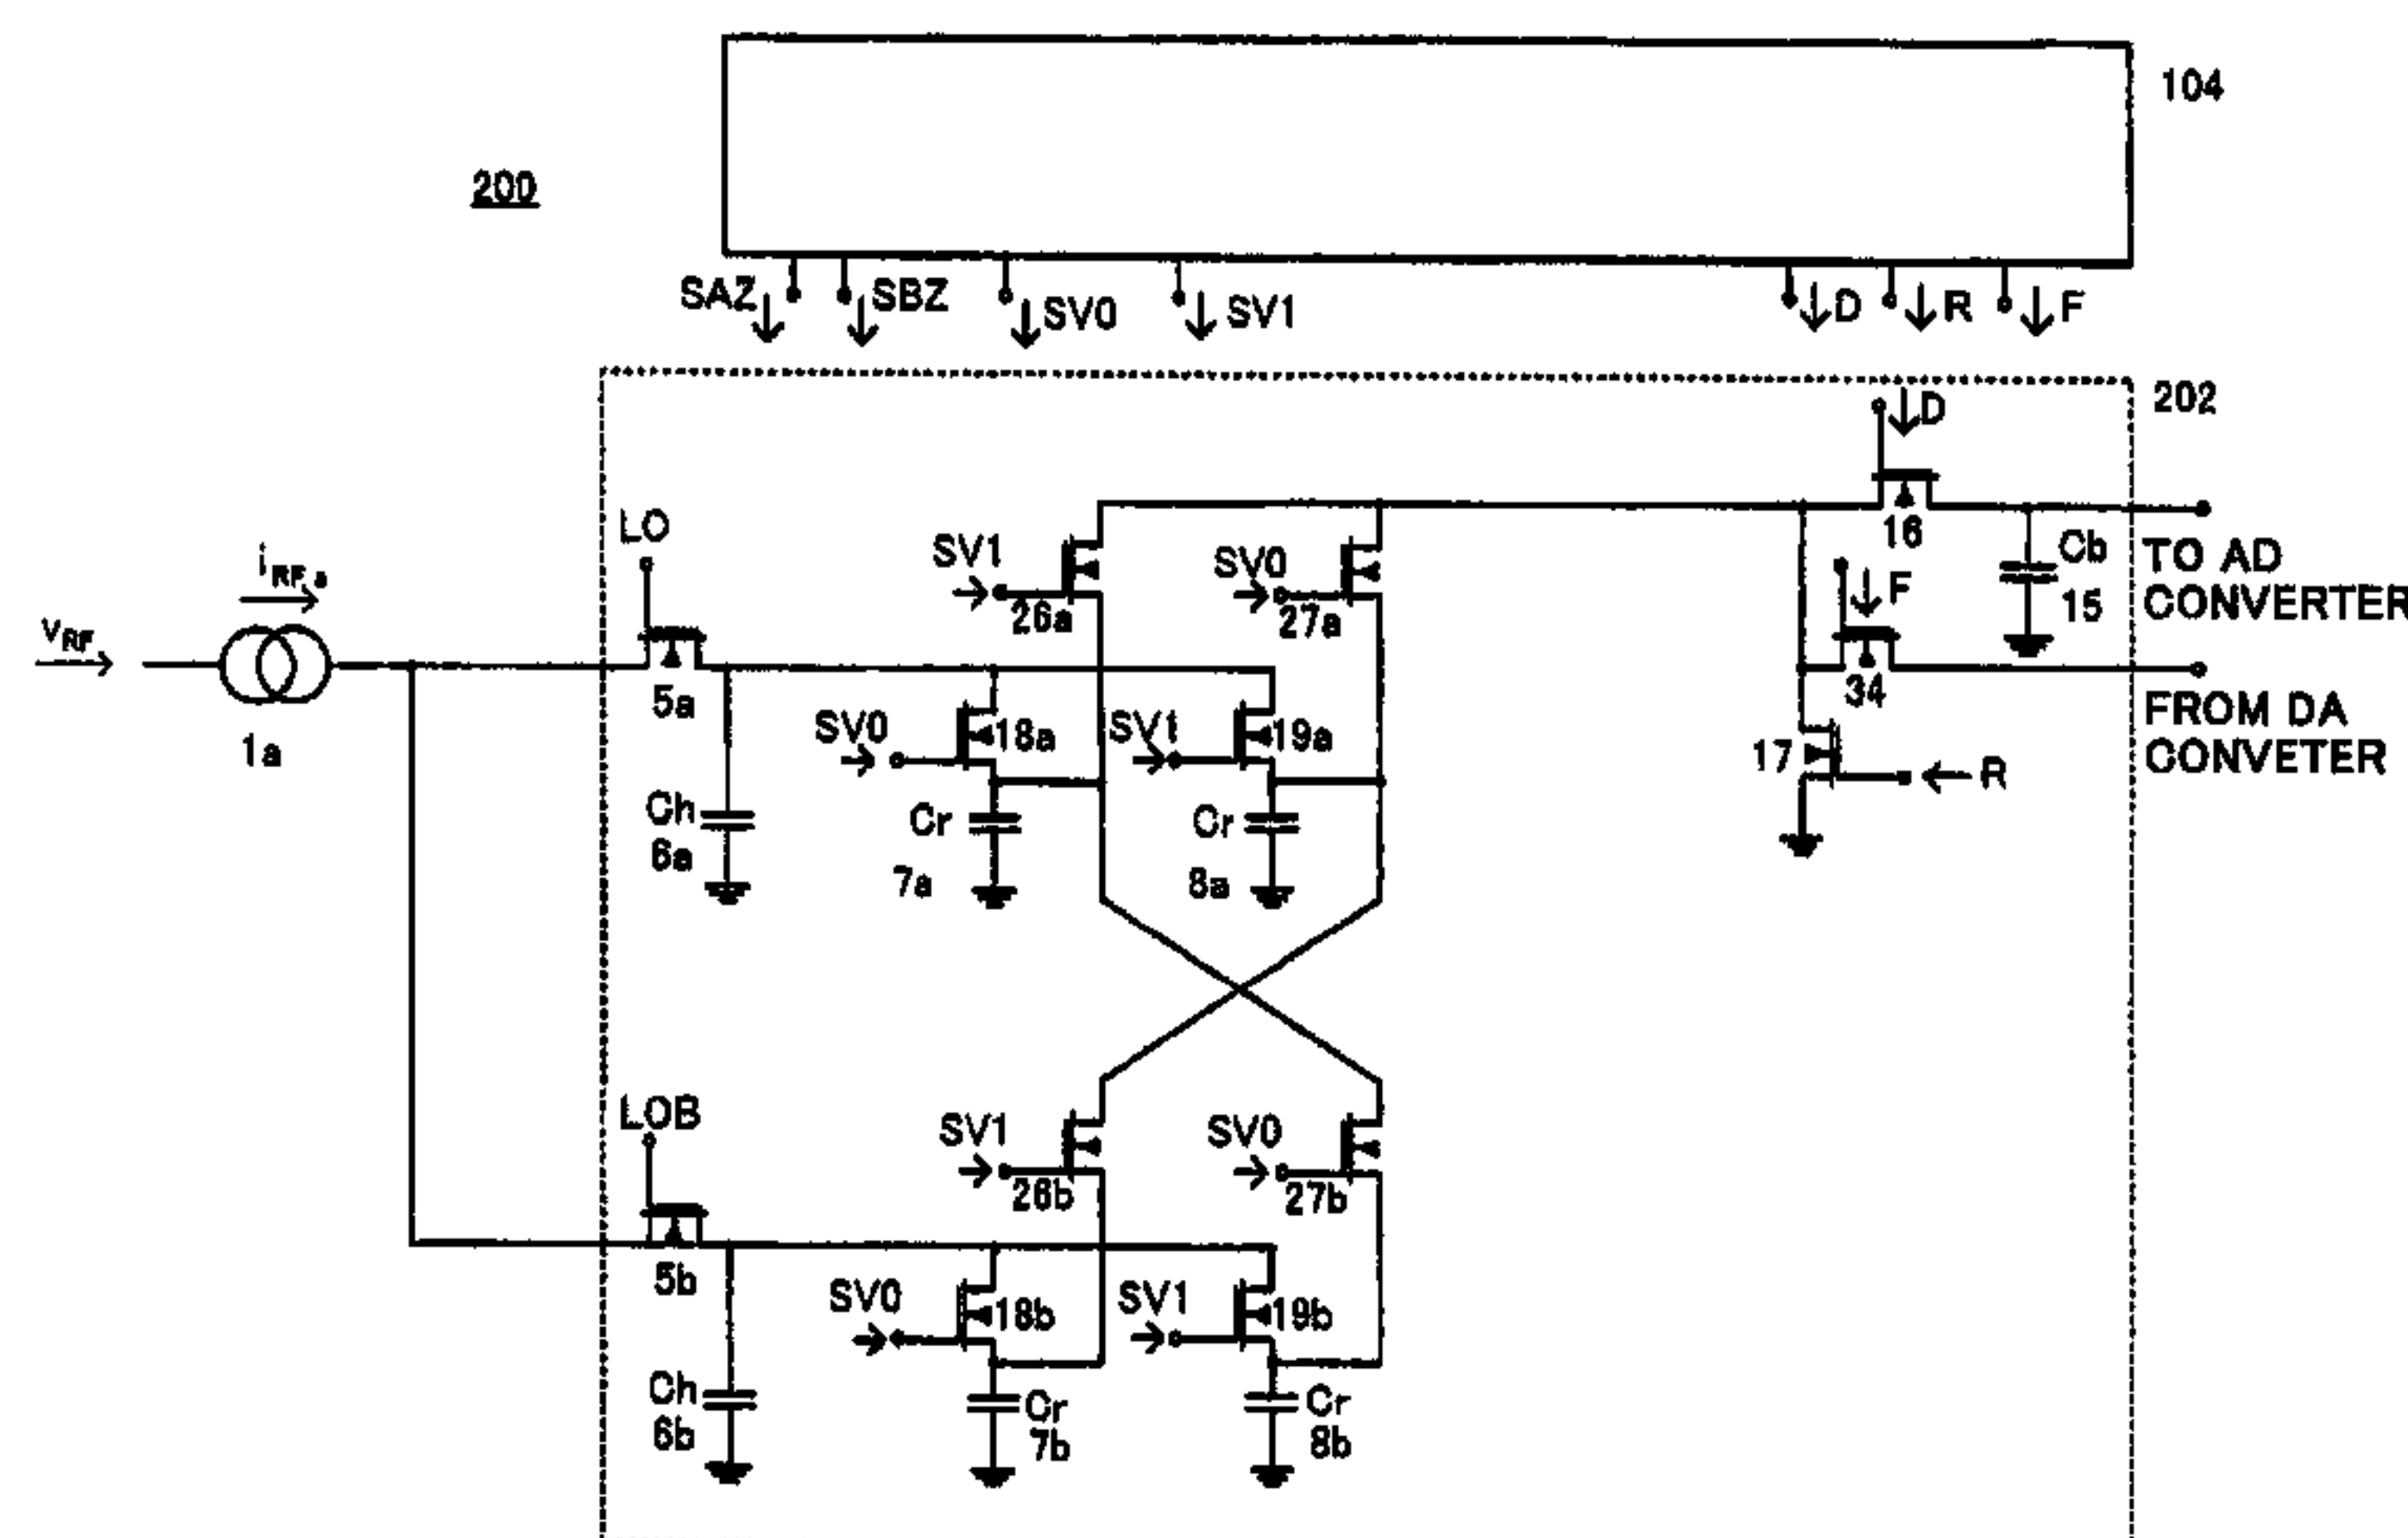 104
200
SAZ
SBZ
SV0
SV1
D
R
F
202
D
LO
SV1
SV0
16
Cb
15
TO AD
CONVERTER
iRF,a
26a
27a
F
vRF
1a
5a
SV0
18a
SV1
19a
34
FROM DA
CONVETER
17
R
Ch
6a
Cr
7a
Cr
8a
LOB
SV1
SV0
26b
27b
5b
SV0
18b
SV1
19b
Ch
6b
Cr
7b
Cr
8b